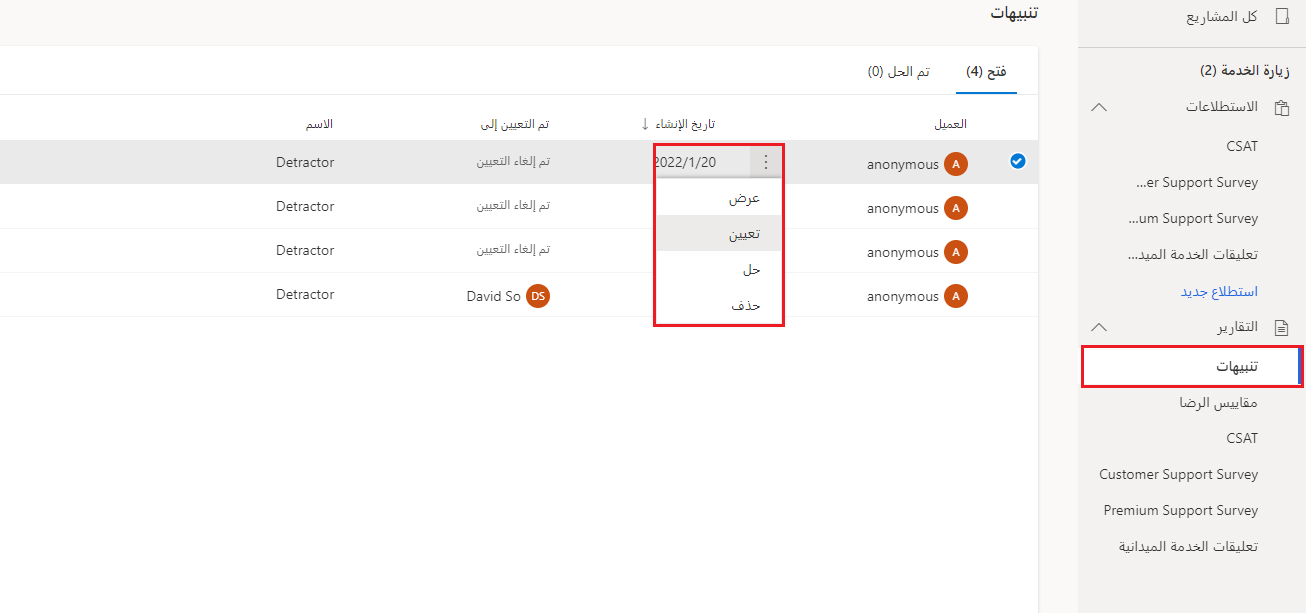 كل المشاريع
زيارة الخدمة (2)
الاستطلاعات
CSAT
...er Support Survey
...um Support Survey
تعليقات الخدمة الميد...
استطلاع جديد
التقارير
تنبيهات
مقاييس الرضا
CSAT
Customer Support Survey
Premium Support Survey
تعليقات الخدمة الميدانية
تنبيهات
فتح (4) تم الحل (0)
العميل تاريخ الإنشاء ↓ تم التعيين إلى الاسم
A anonymous 2022/1/20 تم إلغاء التعيين Detractor
A anonymous تم إلغاء التعيين Detractor
A anonymous تم إلغاء التعيين Detractor
A anonymous DS David So Detractor
عرض
تعيين
حل
حذف